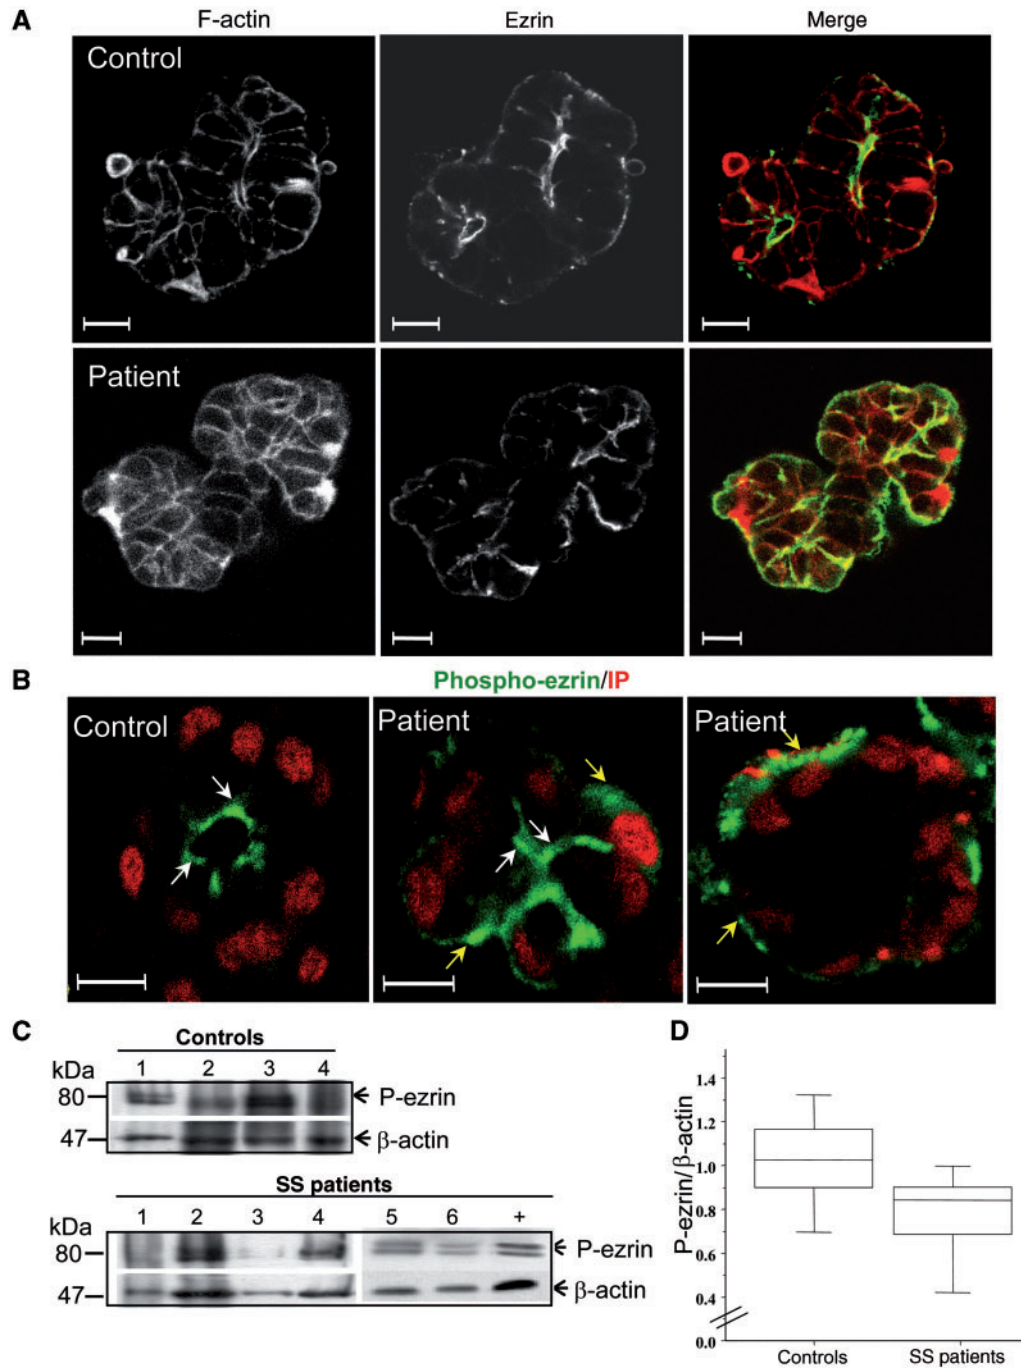 A
F-actin
Ezrin
Merge
Control
Patient
B
Phospho-ezrin/IP
Control
Patient
Patient
C
Controls
kDa
1 2 3 4
80
P-ezrin
47
β-actin
SS patients
kDa
1 2 3 4 5 6 +
80
P-ezrin
47
β-actin
D
P-ezrin/β-actin
1.4
1.2
1.0
0.8
0.6
0.4
0.0
Controls
SS patients